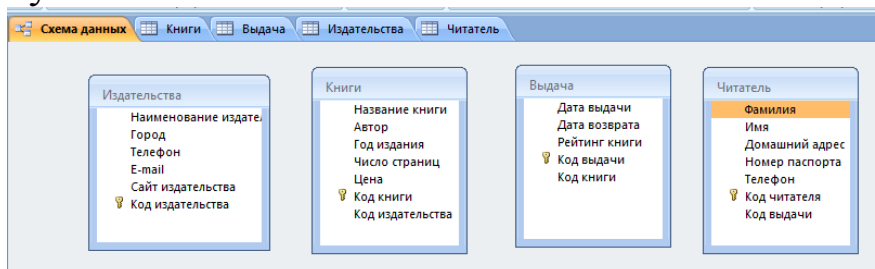 Схема данных Книги Выдача Издательства Читатель
Издательства
Наименование издател
Город
Телефон
E-mail
Сайт издательства
Код издательства
Книги
Название книги
Автор
Год издания
Число страниц
Цена
Код книги
Код издательства
Выдача
Дата выдачи
Дата возврата
Рейтинг книги
Код выдачи
Код книги
Читатель
Фамилия
Имя
Домашний адрес
Номер паспорта
Телефон
Код читателя
Код выдачи